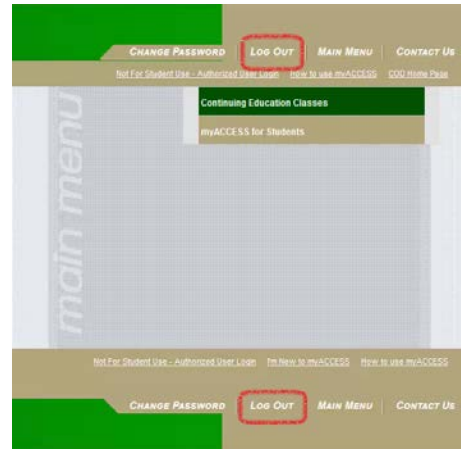 CHANGE PASSWORD LOG OUT MAIN MENU CONTACT US
Not For Student Use - Authorized User Login How to use myACCESS COD Home Page
Continuing Education Classes
myACCESS for Students
main menu
Not For Student Use - Authorized User Login I'm New to myACCESS How to use myACCESS
CHANGE PASSWORD LOG OUT MAIN MENU CONTACT US